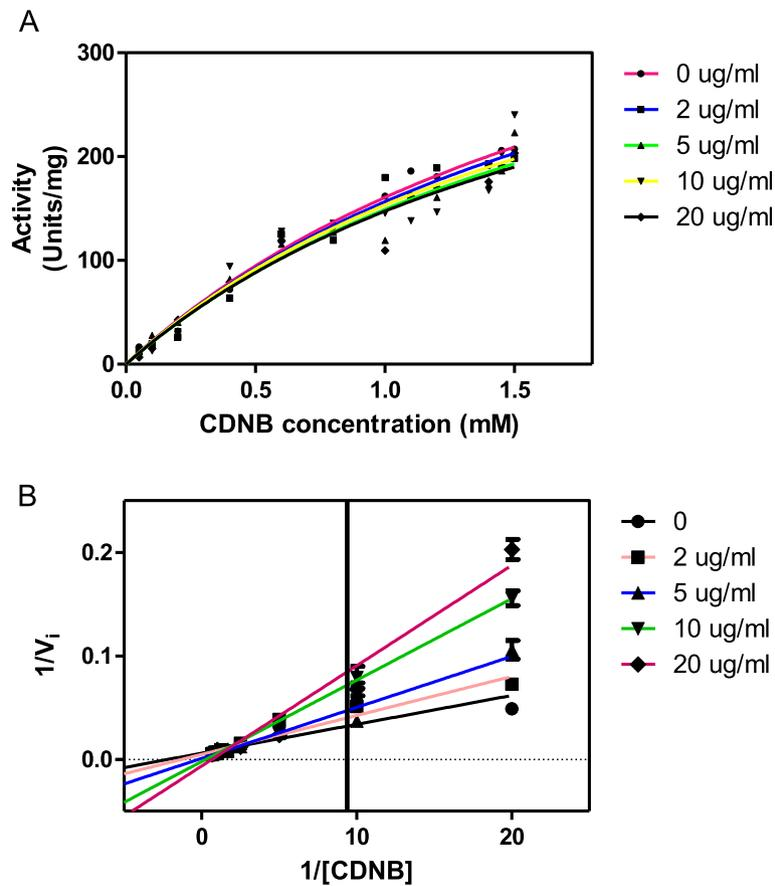 A
300
200
100
0
Activity
(Units/mg)
0.0 0.5 1.0 1.5
CDNB concentration (mM)
0 ug/ml
2 ug/ml
5 ug/ml
10 ug/ml
20 ug/ml
B
0.2
0.1
0.0
1/Vi
0 10 20
1/[CDNB]
0
2 ug/ml
5 ug/ml
10 ug/ml
20 ug/ml